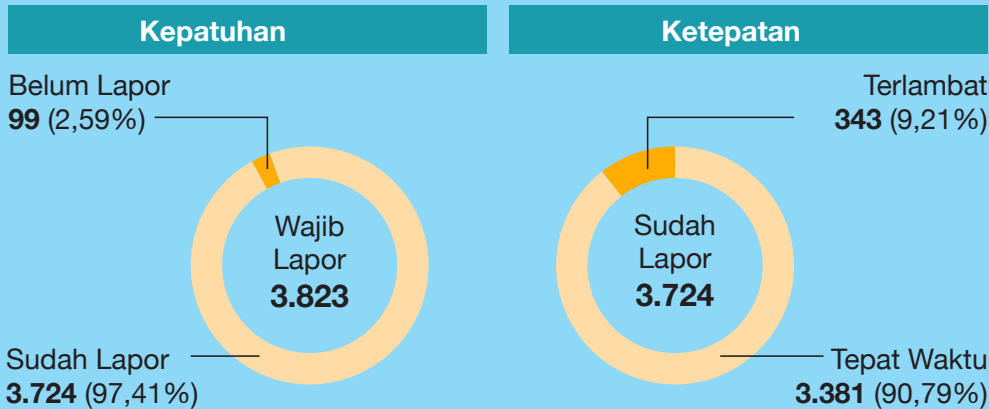 Kepatuhan
Belum Lapor
99 (2,59%)
Wajib
Lapor
3.823
Sudah Lapor
3.724 (97,41%)
Ketepatan
Terlambat
343 (9,21%)
Sudah
Lapor
3.724
Tepat Waktu
3.381 (90,79%)